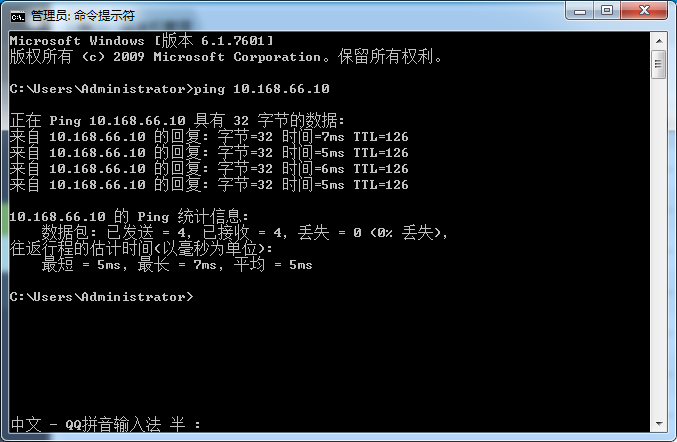 管理员: 命令提示符
Microsoft Windows [版本 6.1.7601]
版权所有 (c) 2009 Microsoft Corporation。保留所有权利。
C:\Users\Administrator>ping 10.168.66.10
正在 Ping 10.168.66.10 具有 32 字节的数据:
来自 10.168.66.10 的回复: 字节=32 时间=7ms TTL=126
来自 10.168.66.10 的回复: 字节=32 时间=5ms TTL=126
来自 10.168.66.10 的回复: 字节=32 时间=6ms TTL=126
来自 10.168.66.10 的回复: 字节=32 时间=5ms TTL=126
10.168.66.10 的 Ping 统计信息:
数据包: 已发送 = 4, 已接收 = 4, 丢失 = 0 (0% 丢失),
往返行程的估计时间(以毫秒为单位):
最短 = 5ms, 最长 = 7ms, 平均 = 5ms
C:\Users\Administrator>
中文 - QQ拼音输入法 半 :